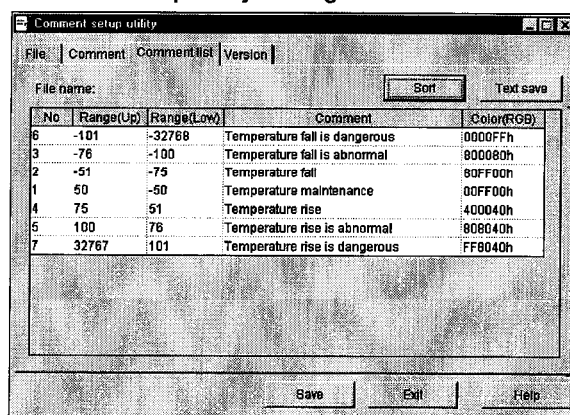 Comment setup utility
File Comment Comment list Version
File name: Sort Text save
No Range(Up) Range(Low) Comment Color(RGB)
6 -101 -32768 Temperature fall is dangerous 0000FFh
3 -76 -100 Temperature fall is abnormal 800080h
2 -51 -75 Temperature fall 80FF00h
1 50 -50 Temperature maintenance 00FF00h
4 75 51 Temperature rise 400040h
5 100 76 Temperature rise is abnormal 808040h
7 32767 101 Temperature rise is dangerous FF8040h
Save Exit Help